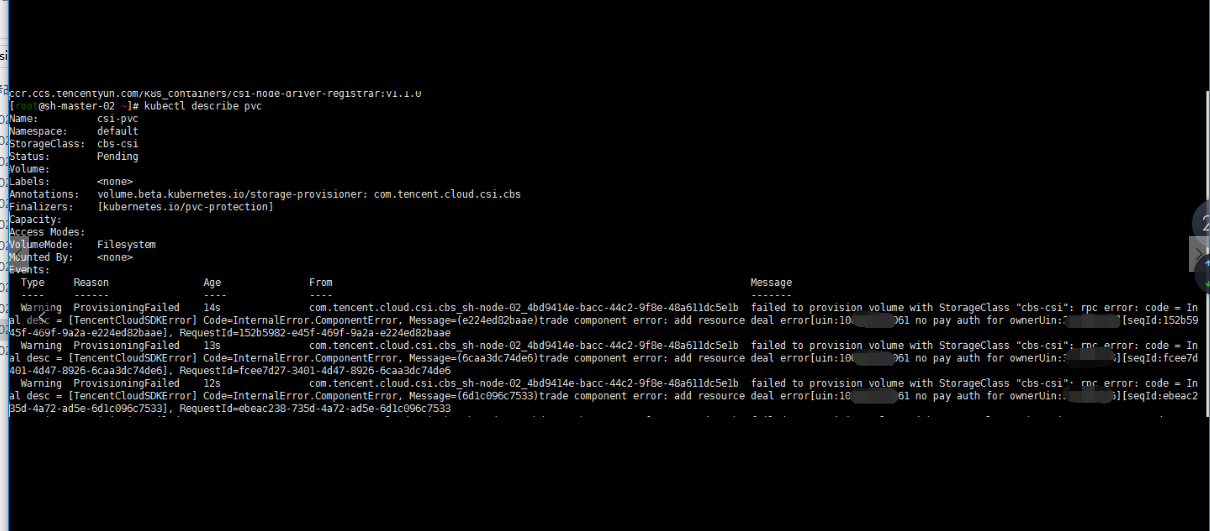 si
ccr.ccs.tencentyun.com/k8s_containers/csi-node-driver-registrar:v1.1.0
[root@sh-master-02 ~]# kubectl describe pvc
Name: csi-pvc
Namespace: default
StorageClass: cbs-csi
Status: Pending
Volume:
Labels: <none>
Annotations: volume.beta.kubernetes.io/storage-provisioner: com.tencent.cloud.csi.cbs
Finalizers: [kubernetes.io/pvc-protection]
Capacity:
Access Modes:
VolumeMode: Filesystem
Mounted By: <none>
Events:
Type Reason Age From Message
---- ------ ---- ---- -------
Warning ProvisioningFailed 14s com.tencent.cloud.csi.cbs_sh-node-02_4bd9414e-bacc-44c2-9f8e-48a611dc5e1b failed to provision volume with StorageClass "cbs-csi": rpc error: code = In
al desc = [TencentCloudSDKError] Code=InternalError.ComponentError, Message=(e224ed82baae)trade component error: add resource deal error[uin:10 061 no pay auth for ownerUin: [seqId:152b59
45f-469f-9a2a-e224ed82baae], RequestId=152b5982-e45f-469f-9a2a-e224ed82baae
Warning ProvisioningFailed 13s com.tencent.cloud.csi.cbs_sh-node-02_4bd9414e-bacc-44c2-9f8e-48a611dc5e1b failed to provision volume with StorageClass "cbs-csi": rpc error: code = In
al desc = [TencentCloudSDKError] Code=InternalError.ComponentError, Message=(6caa3dc74de6)trade component error: add resource deal error[uin:10 061 no pay auth for ownerUin: ][seqId:fcee7d
401-4d47-8926-6caa3dc74de6], RequestId=fcee7d27-3401-4d47-8926-6caa3dc74de6
Warning ProvisioningFailed 12s com.tencent.cloud.csi.cbs_sh-node-02_4bd9414e-bacc-44c2-9f8e-48a611dc5e1b failed to provision volume with StorageClass "cbs-csi": rpc error: code = In
al desc = [TencentCloudSDKError] Code=InternalError.ComponentError, Message=(6d1c096c7533)trade component error: add resource deal error[uin:10 61 no pay auth for ownerUin: ][seqId:ebeac2
35d-4a72-ad5e-6d1c096c7533], RequestId=ebeac238-735d-4a72-ad5e-6d1c096c7533